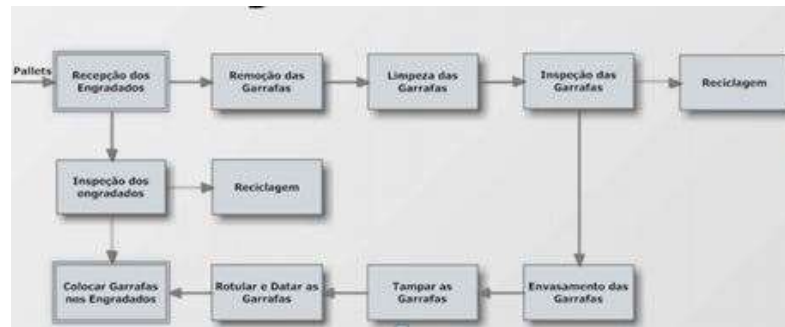 Pallets
Recepção dos
Engradados
Remoção das
Garrafas
Limpeza das
Garrafas
Inspeção das
Garrafas
Reciclagem
Inspeção dos
engradados
Reciclagem
Colocar Garrafas
nos Engradados
Rotular e Datar as
Garrafas
Tampar as
Garrafas
Envasamento das
Garrafas